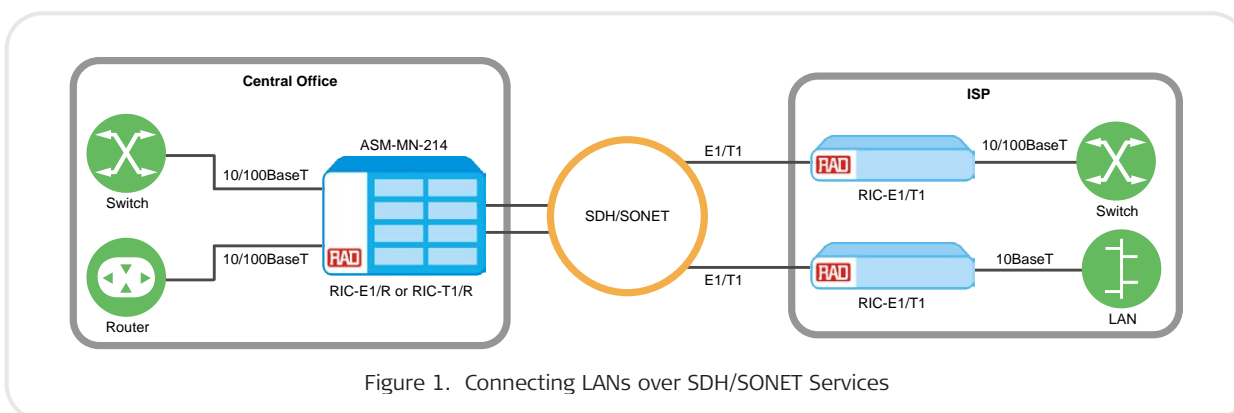 Central Office
ISP
ASM-MN-214
Switch
10/100BaseT
Router
10/100BaseT
RAD
RIC-E1/R or RIC-T1/R
SDH/SONET
E1/T1
E1/T1
RAD
RIC-E1/T1
10/100BaseT
Switch
RAD
RIC-E1/T1
10BaseT
LAN
Figure 1. Connecting LANs over SDH/SONET Services